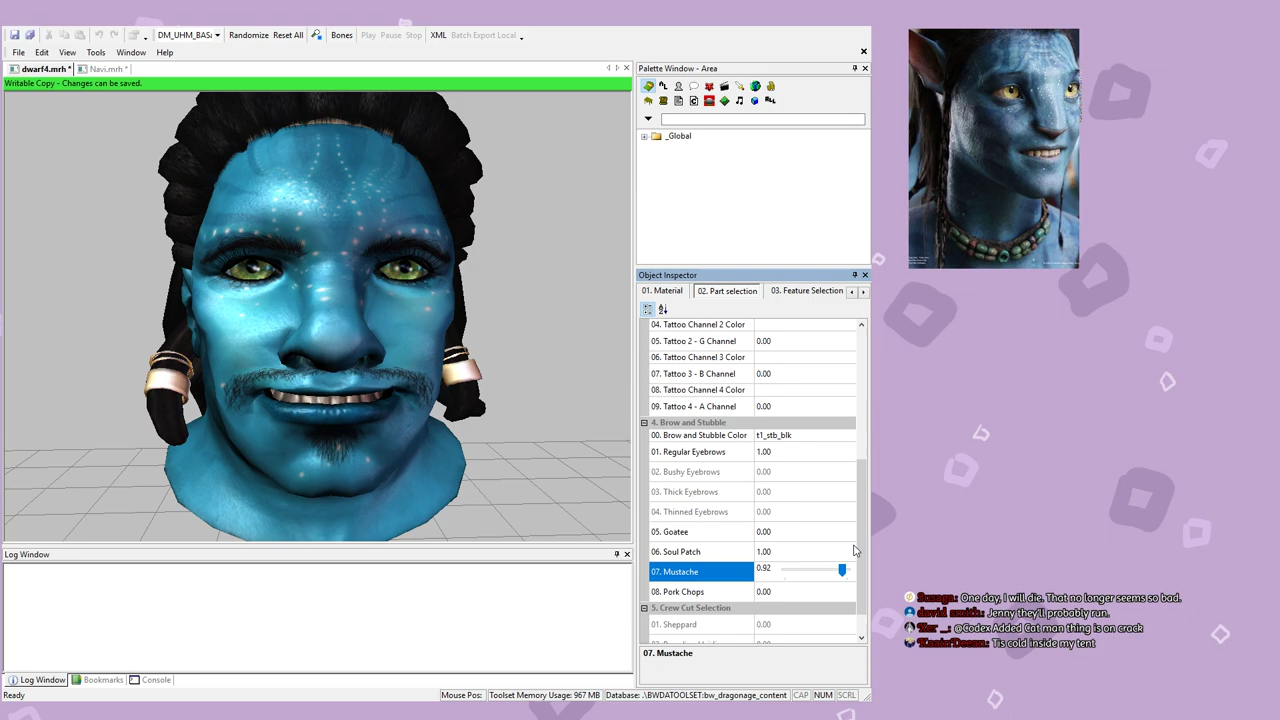 DM_UHM_BAS
Randomize Reset All Bones Play Pause Stop XML Batch Export Local
File Edit View Tools Window Help
dwarf4.mrh * Navi.mrh *
Writable Copy - Changes can be saved.
Palette Window - Area
_Global
Object Inspector
01. Material 02. Part selection 03. Feature Selection
04. Tattoo Channel 2 Color
05. Tattoo 2 - G Channel 0.00
06. Tattoo Channel 3 Color
07. Tattoo 3 - B Channel 0.00
08. Tattoo Channel 4 Color
09. Tattoo 4 - A Channel 0.00
4. Brow and Stubble
00. Brow and Stubble Color t1_stb_blk
01. Regular Eyebrows 1.00
02. Bushy Eyebrows 0.00
03. Thick Eyebrows 0.00
04. Thinned Eyebrows 0.00
05. Goatee 0.00
06. Soul Patch 1.00
07. Mustache 0.92
08. Pork Chops 0.00
5. Crew Cut Selection
01. Sheppard 0.00
07. Mustache
Log Window
Log Window Bookmarks Console
Ready Mouse Pos: Toolset Memory Usage: 967 MB Database: .\BWDATOOLSET:bw_dragonage_content CAP NUM SCRL
One day, i will die. That no longer seems so bad.
david smith: Jenny they'll probably run.
@Codex Added Cat man thing is on crack
Tis cold inside my tent